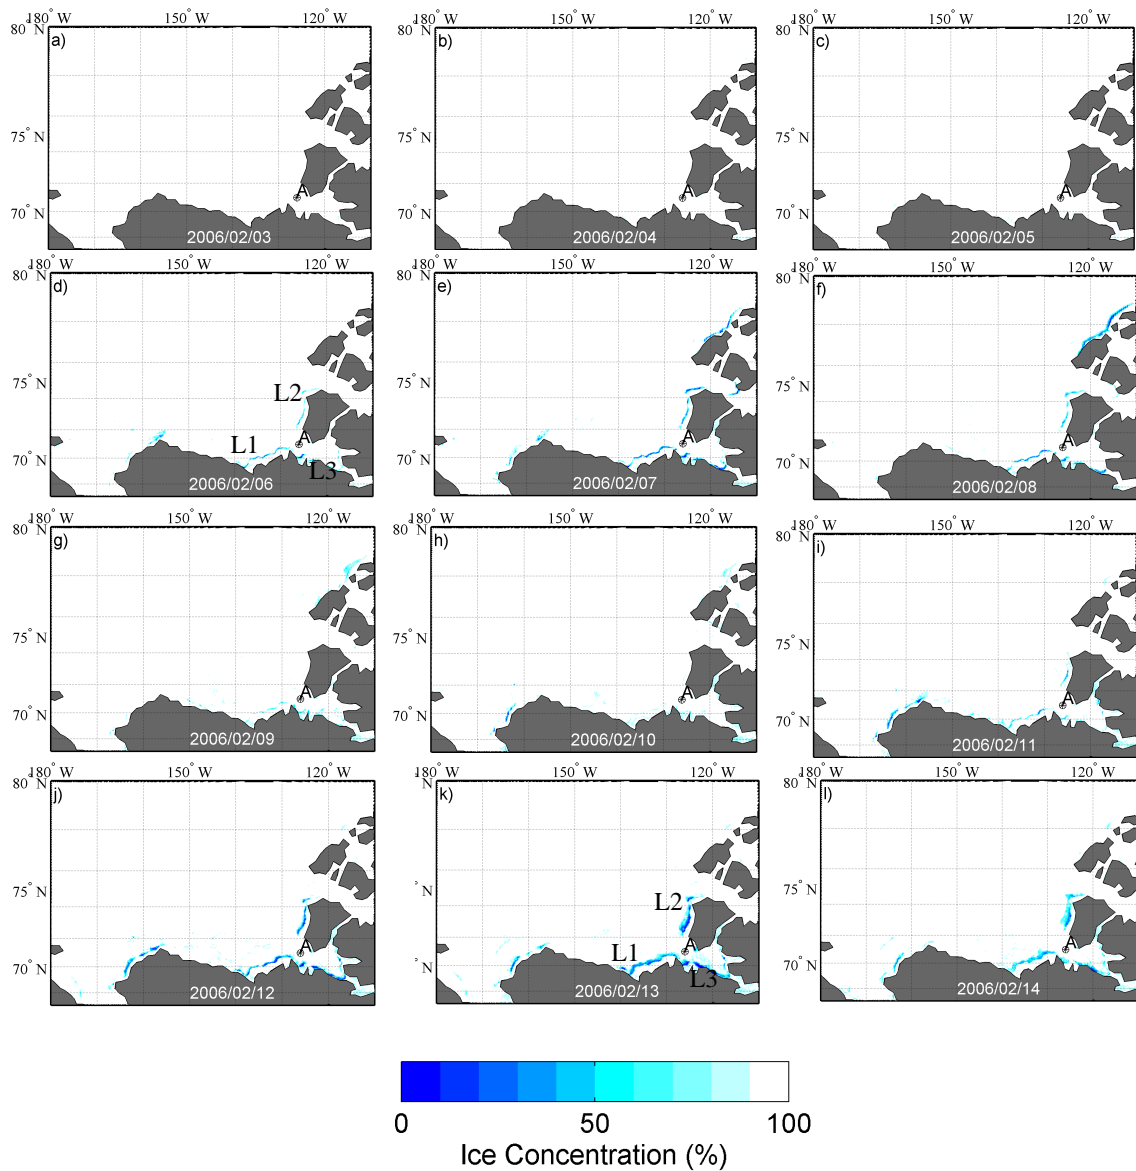 180° W 150° W 120° W 180° W 150° W 120° W 180° W 150° W 120° W
80° N a) 80° N b) 80° N c)
75° N 75° N 75° N
A A A
70° N 70° N 70° N
2006/02/03 2006/02/04 2006/02/05
180° W 150° W 120° W 180° W 150° W 120° W 180° W 150° W 120° W
80° N d) 80° N e) 80° N f)
75° N L2 75° N 75° N
L1 A A A
70° N L3 70° N 70° N
2006/02/06 2006/02/07 2006/02/08
180° W 150° W 120° W 180° W 150° W 120° W 180° W 150° W 120° W
80° N g) 80° N h) 80° N i)
75° N 75° N 75° N
A A A
70° N 70° N 70° N
2006/02/09 2006/02/10 2006/02/11
180° W 150° W 120° W 150° W 120° W 180° W 150° W 120° W
80° N j) k) 80° N l)
75° N ° N L2 75° N
A L1 A A
70° N ° N L3 70° N
2006/02/12 2006/02/13 2006/02/14
0 50 100
Ice Concentration (%)